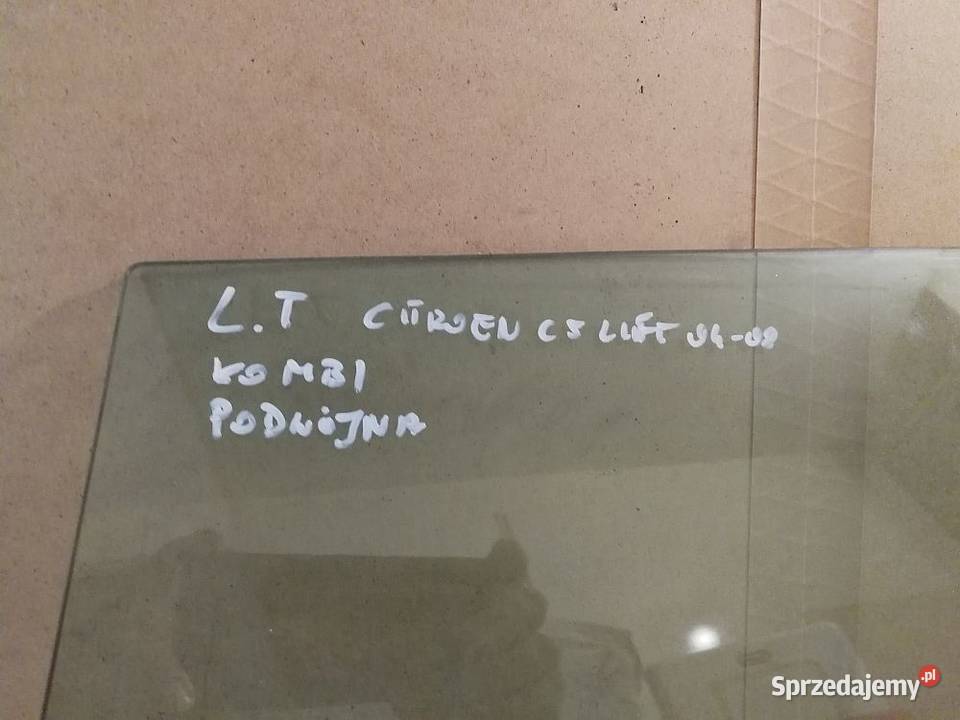 L.T CITROEN C5 LIFT 04-08
KOMBI
PODWÓJNA
Sprzedajemy.pl